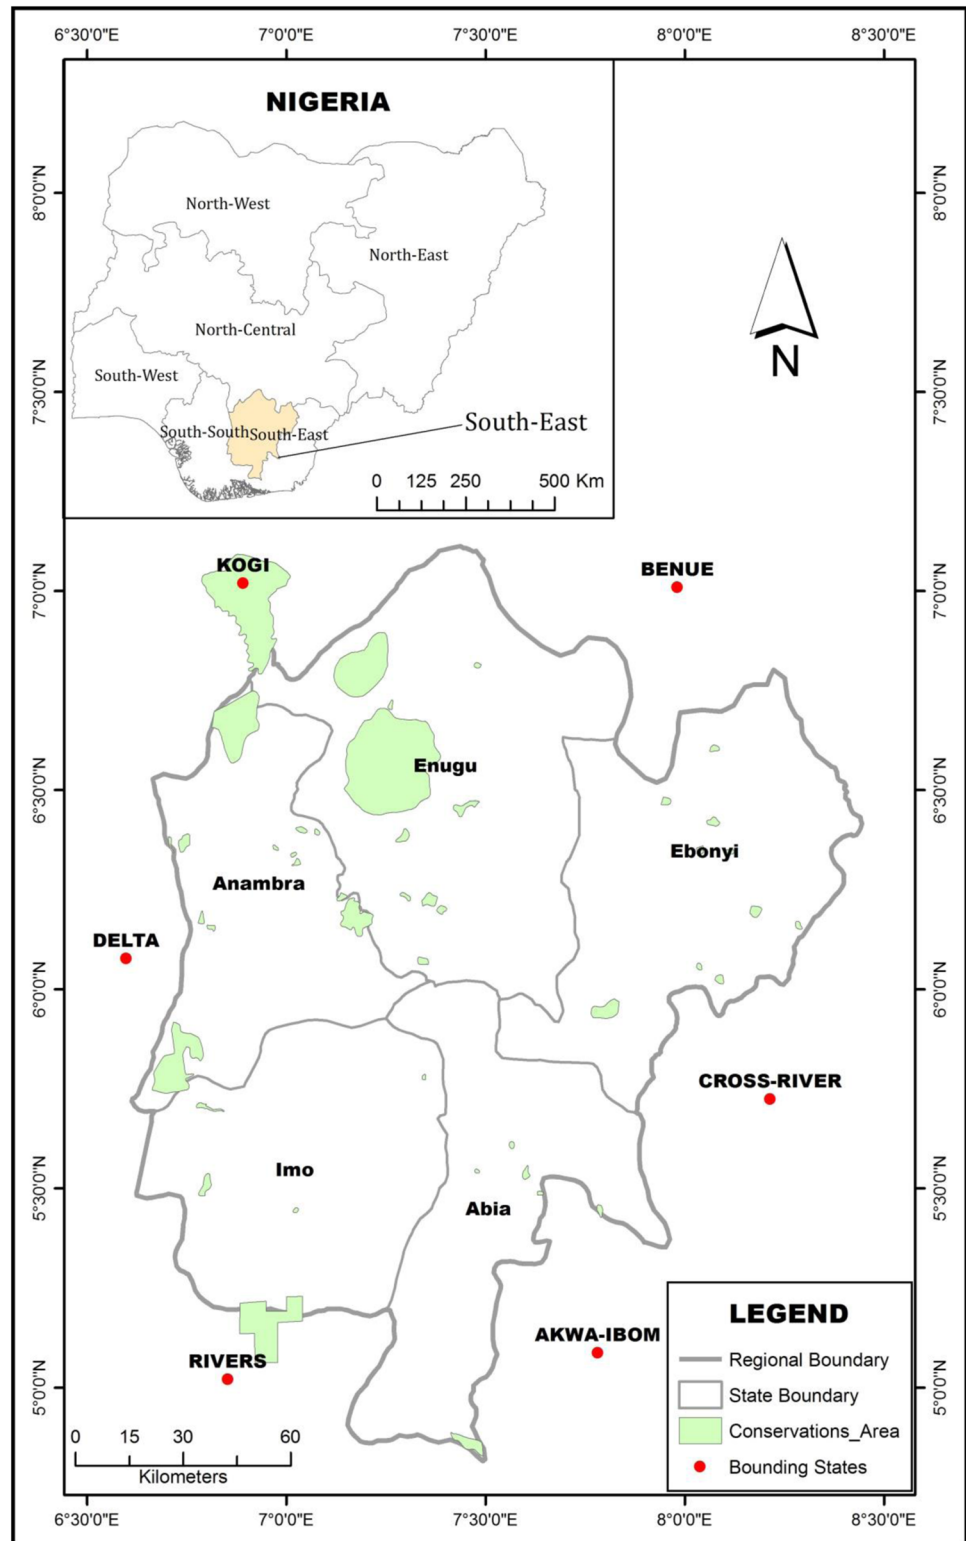 6°30'0"E 7°0'0"E 7°30'0"E 8°0'0"E 8°30'0"E
NIGERIA
North-West
North-East
North-Central
South-West
South-South
South-East
South-East
0 125 250 500 Km
N
8°0'0"N
8°0'0"N
7°30'0"N
7°30'0"N
7°0'0"N
7°0'0"N
6°30'0"N
6°30'0"N
6°0'0"N
6°0'0"N
5°30'0"N
5°30'0"N
5°0'0"N
5°0'0"N
KOGI
BENUE
Enugu
Ebonyi
Anambra
DELTA
CROSS-RIVER
Imo
Abia
AKWA-IBOM
RIVERS
0 15 30 60
Kilometers
LEGEND
Regional Boundary
State Boundary
Conservations_Area
Bounding States
6°30'0"E 7°0'0"E 7°30'0"E 8°0'0"E 8°30'0"E